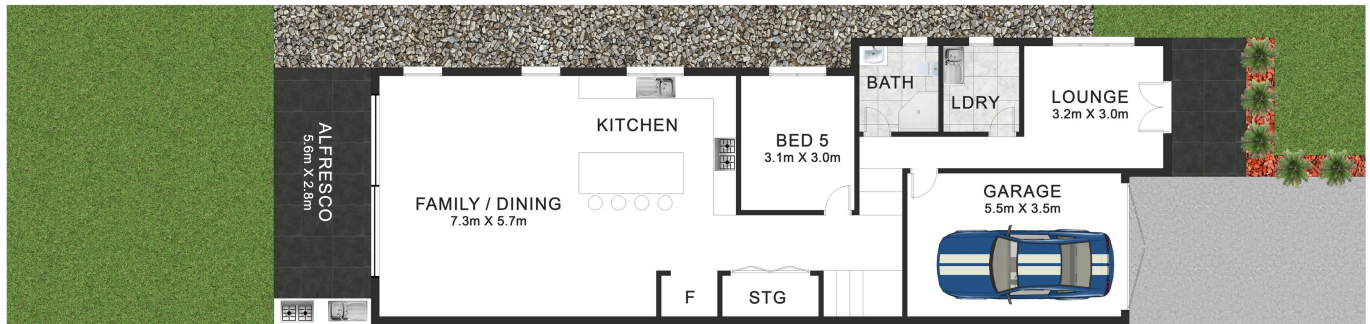 ALFRESCO
5.6m X 2.8m
FAMILY / DINING
7.3m X 5.7m
KITCHEN
BED 5
3.1m X 3.0m
BATH
LDRY
LOUNGE
3.2m X 3.0m
GARAGE
5.5m X 3.5m
F
STG